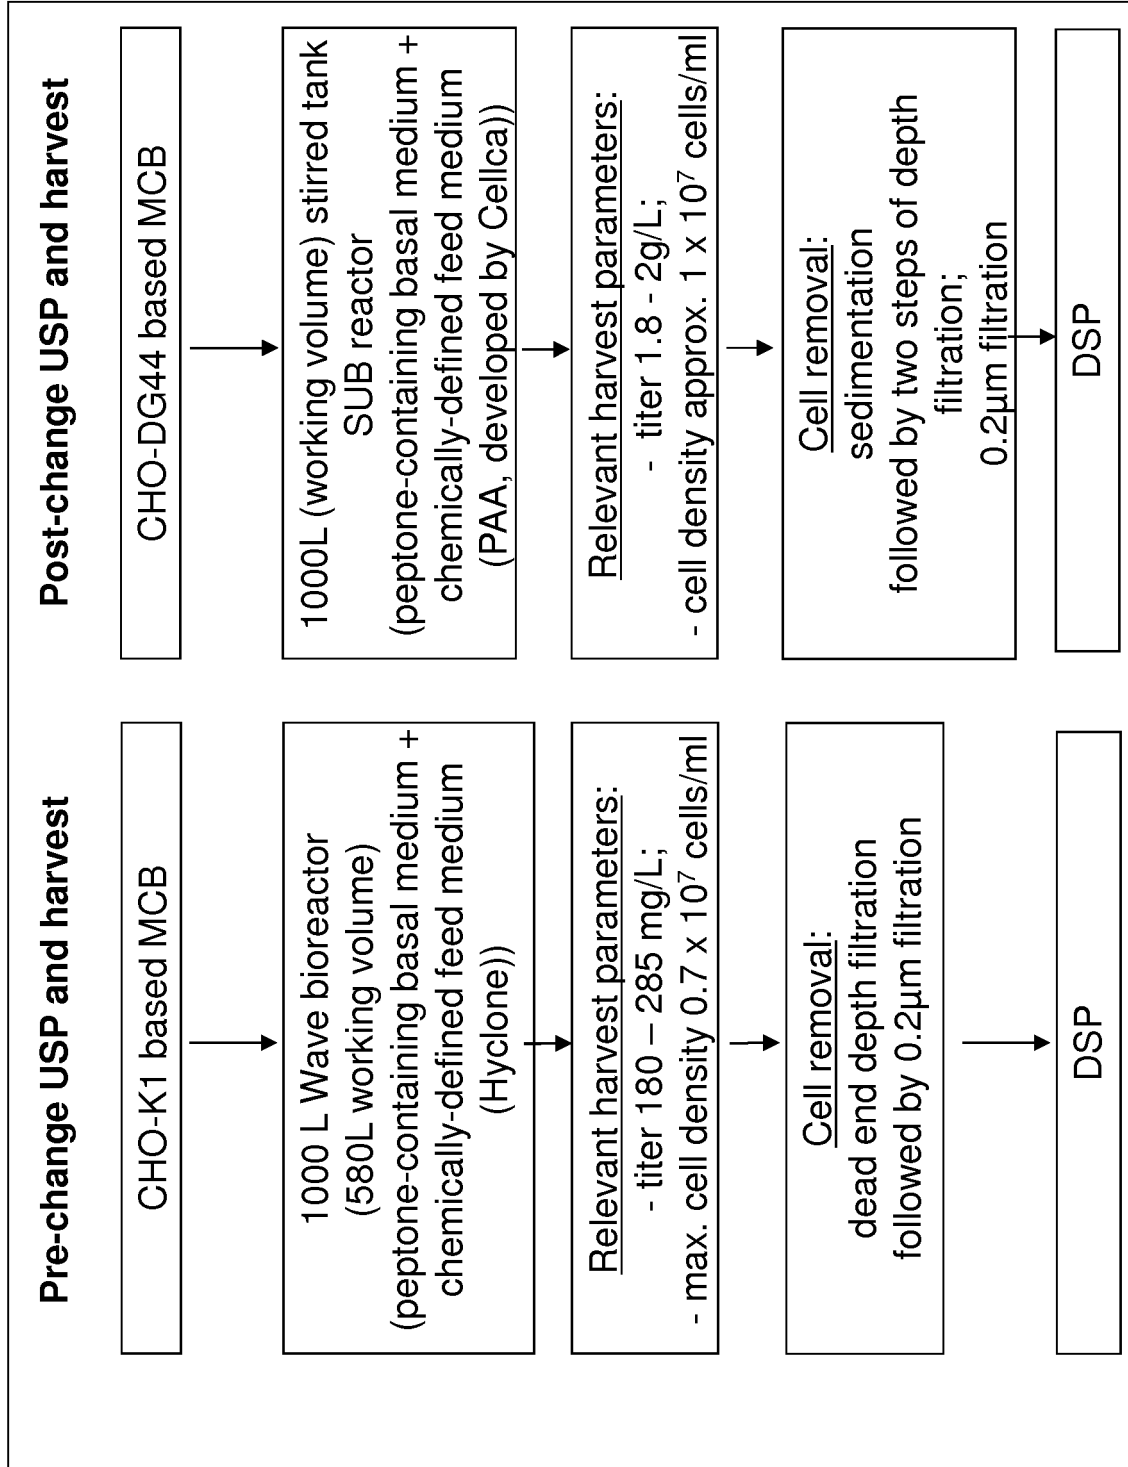 Pre-change USP and harvest
CHO-K1 based MCB
1000 L Wave bioreactor
(580L working volume)
(peptone-containing basal medium +
chemically-defined feed medium
(Hyclone))
Relevant harvest parameters:
- titer 180 – 285 mg/L;
- max. cell density 0.7 x 10⁷ cells/ml
Cell removal:
dead end depth filtration
followed by 0.2µm filtration
DSP
Post-change USP and harvest
CHO-DG44 based MCB
1000L (working volume) stirred tank
SUB reactor
(peptone-containing basal medium +
chemically-defined feed medium
(PAA, developed by Cellca))
Relevant harvest parameters:
- titer 1.8 - 2g/L;
- cell density approx. 1 x 10⁷ cells/ml
Cell removal:
sedimentation
followed by two steps of depth
filtration;
0.2µm filtration
DSP